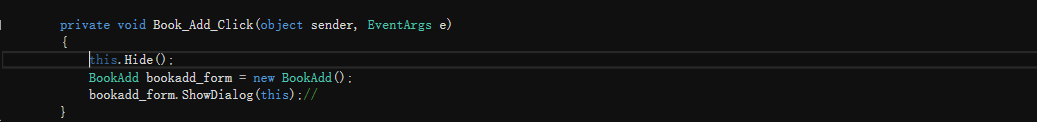 private void Book_Add_Click(object sender, EventArgs e)
{
this.Hide();
BookAdd bookadd_form = new BookAdd();
bookadd_form.ShowDialog(this);//
}